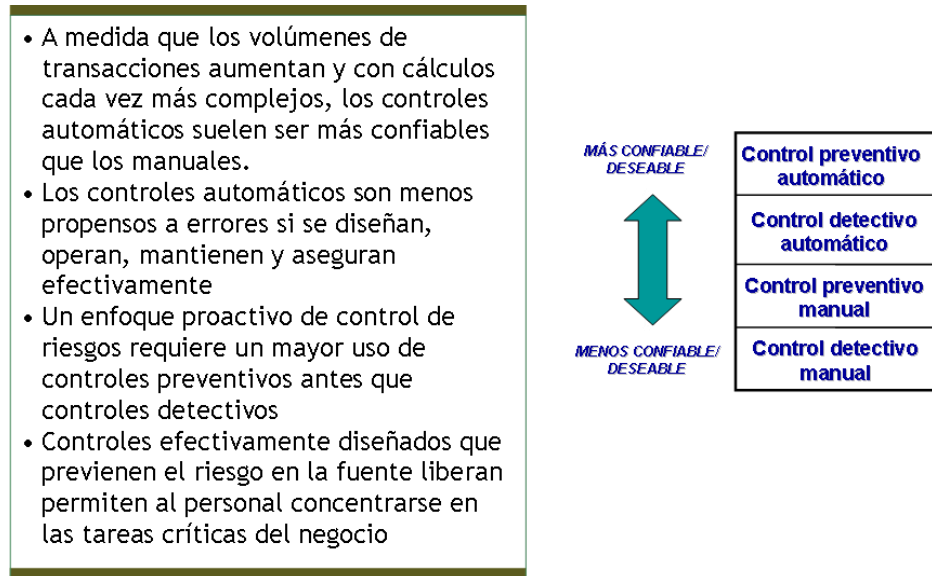 • A medida que los volúmenes de
transacciones aumentan y con cálculos
cada vez más complejos, los controles
automáticos suelen ser más confiables
que los manuales.
• Los controles automáticos son menos
propensos a errores si se diseñan,
operan, mantienen y aseguran
efectivamente
• Un enfoque proactivo de control de
riesgos requiere un mayor uso de
controles preventivos antes que
controles detectivos
• Controles efectivamente diseñados que
previenen el riesgo en la fuente liberan
permiten al personal concentrarse en
las tareas críticas del negocio
MÁS CONFIABLE/
DESEABLE
MENOS CONFIABLE/
DESEABLE
Control preventivo
automático
Control detectivo
automático
Control preventivo
manual
Control detectivo
manual